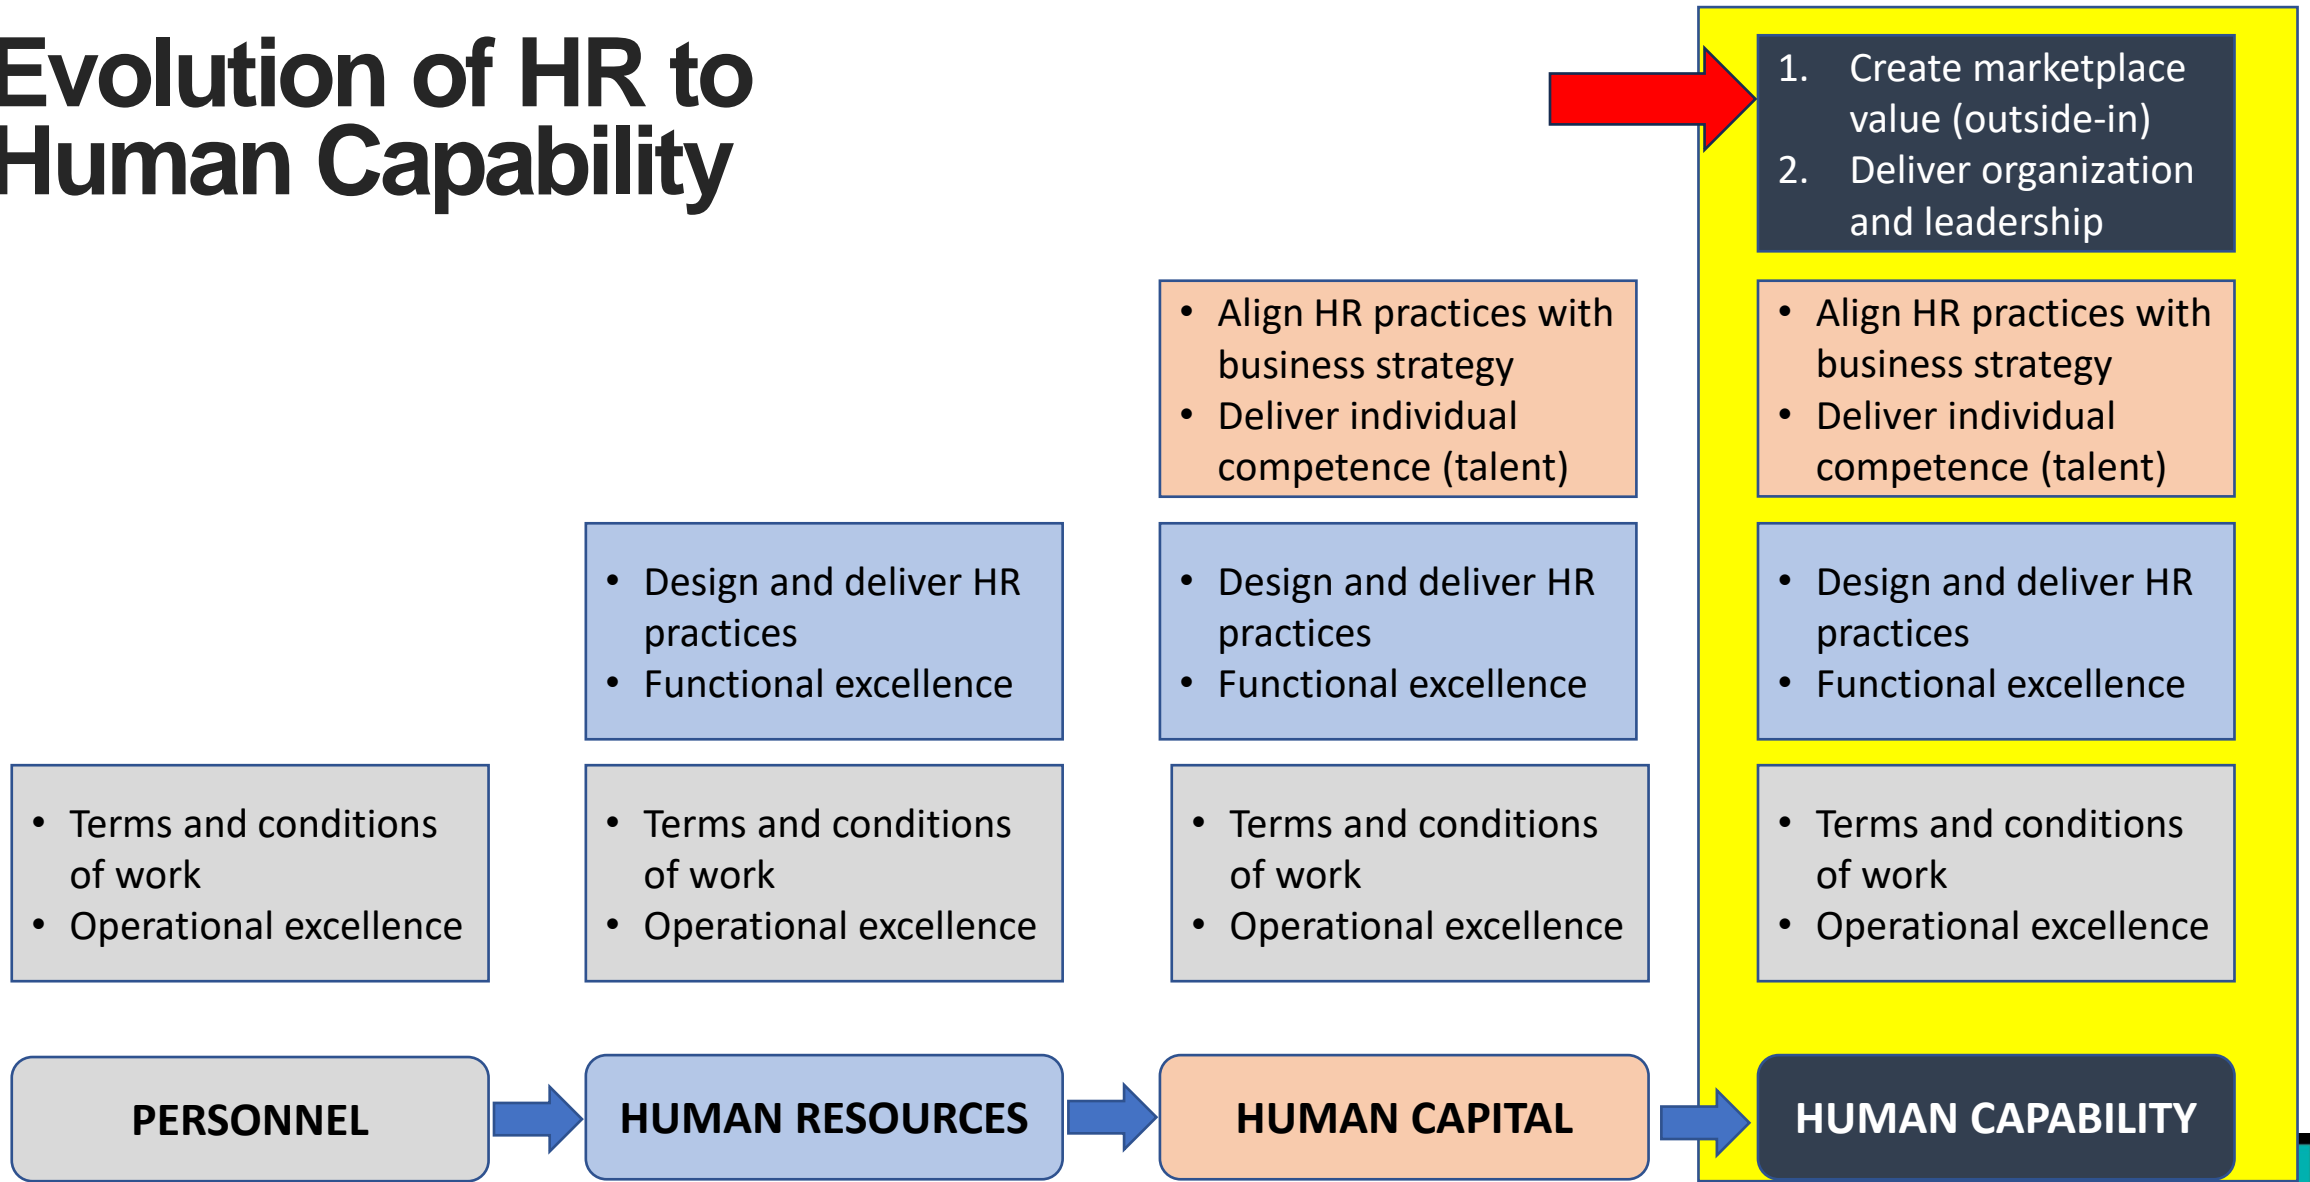 Evolution of HR to
Human Capability
1. Create marketplace
value (outside-in)
2. Deliver organization
and leadership
• Align HR practices with
business strategy
• Deliver individual
competence (talent)
• Align HR practices with
business strategy
• Deliver individual
competence (talent)
• Design and deliver HR
practices
• Functional excellence
• Design and deliver HR
practices
• Functional excellence
• Design and deliver HR
practices
• Functional excellence
• Terms and conditions
of work
• Operational excellence
• Terms and conditions
of work
• Operational excellence
• Terms and conditions
of work
• Operational excellence
• Terms and conditions
of work
• Operational excellence
PERSONNEL
HUMAN RESOURCES
HUMAN CAPITAL
HUMAN CAPABILITY